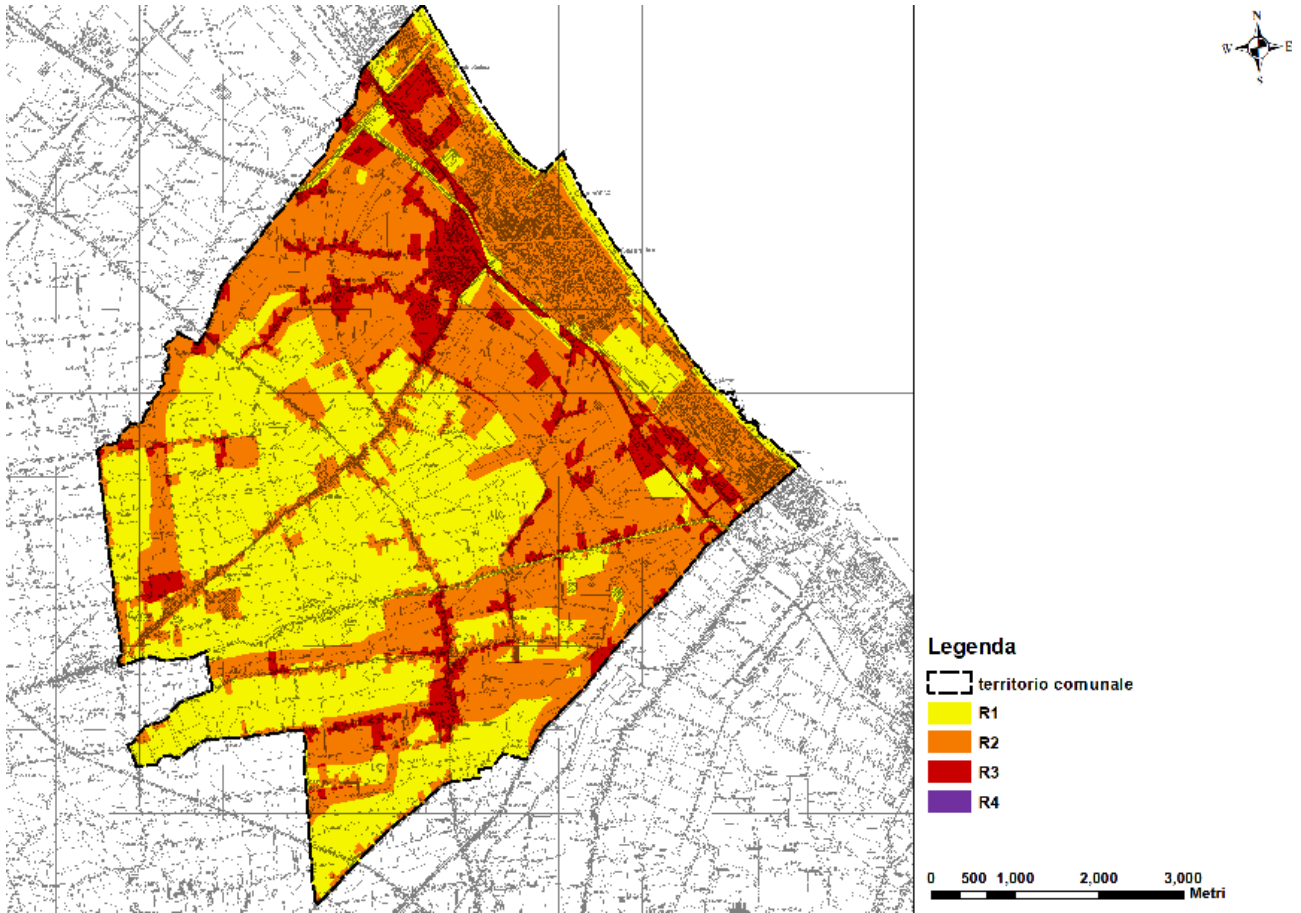 N
W E
S
Legenda
territorio comunale
R1
R2
R3
R4
0 500 1,000 2,000 3,000
Metri